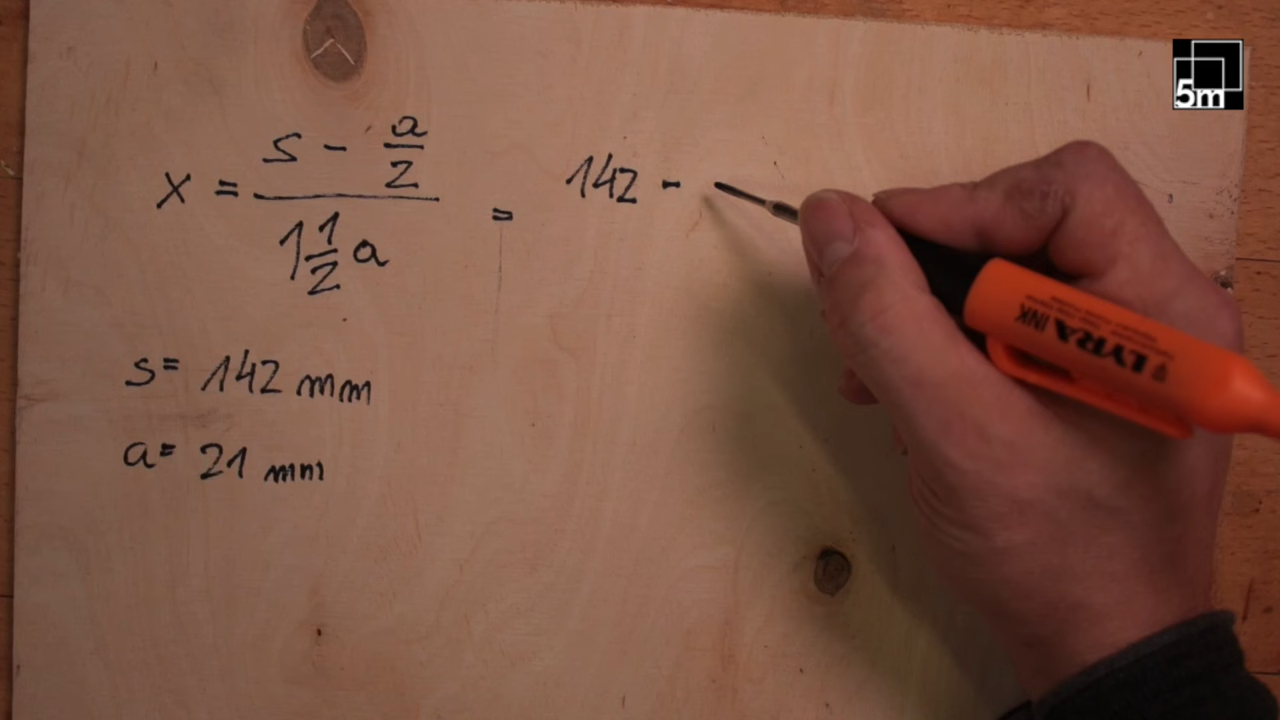 x = (s - a/2) / (1 1/2 a) = 142 -
s = 142 mm
a = 21 mm
LYRA INK
5m